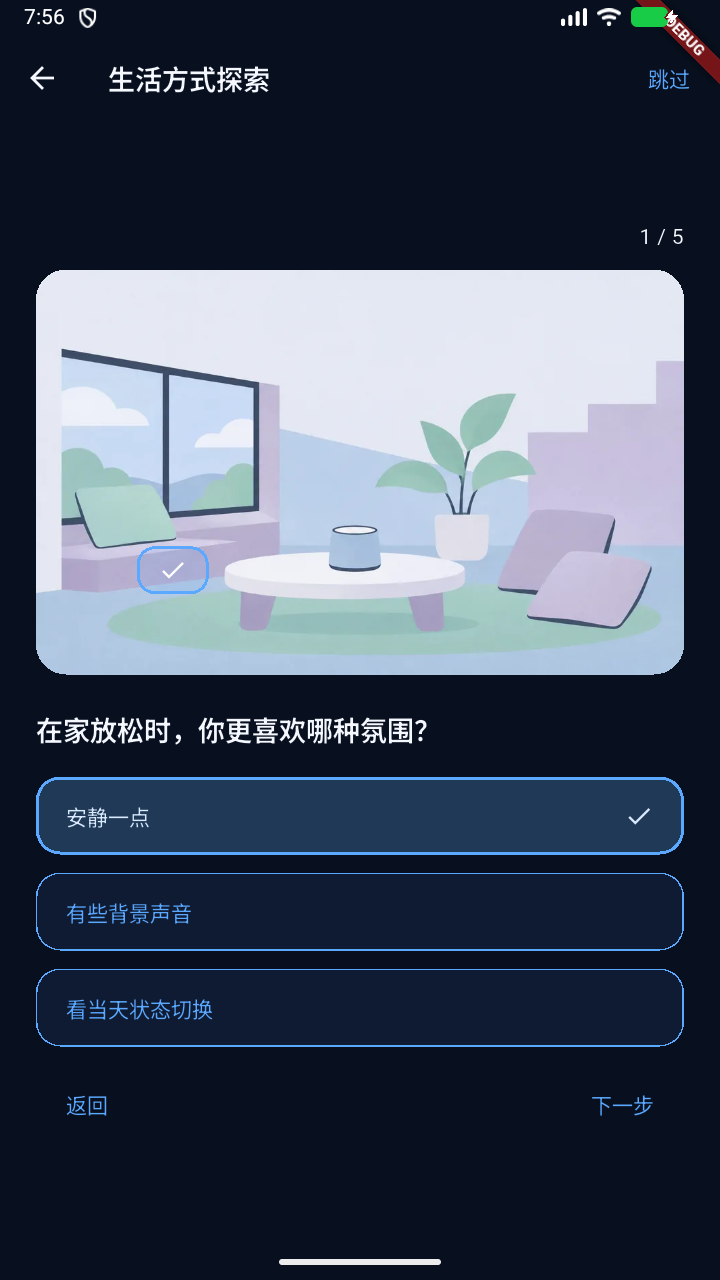 7:56
DEBUG
生活方式探索
跳过
1 / 5
在家放松时，你更喜欢哪种氛围？
安静一点
有些背景声音
看当天状态切换
返回
下一步